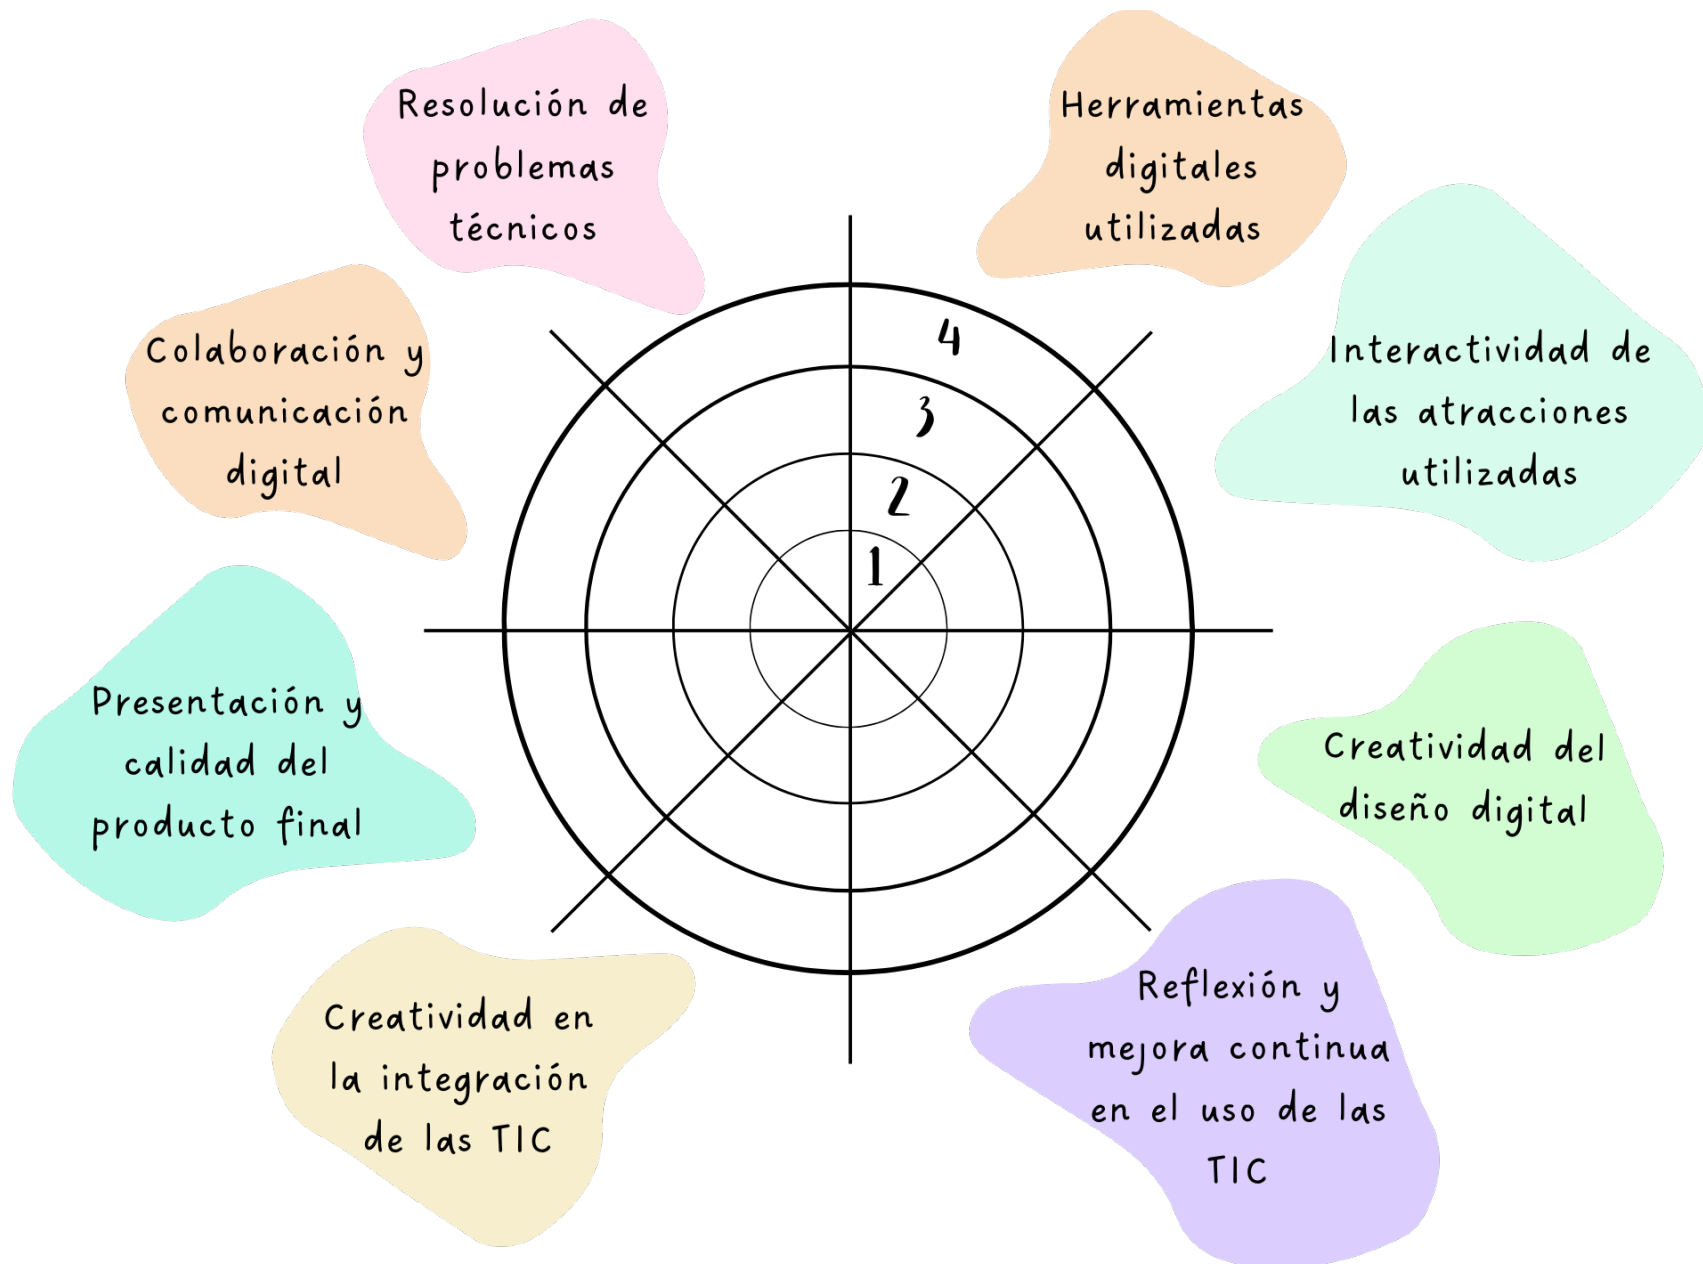 Resolución de
problemas
técnicos
Herramientas
digitales
utilizadas
Colaboración y
comunicación
digital
Interactividad de
las atracciones
utilizadas
4
3
2
1
Presentación y
calidad del
producto final
Creatividad del
diseño digital
Creatividad en
la integración
de las TIC
Reflexión y
mejora continua
en el uso de las
TIC